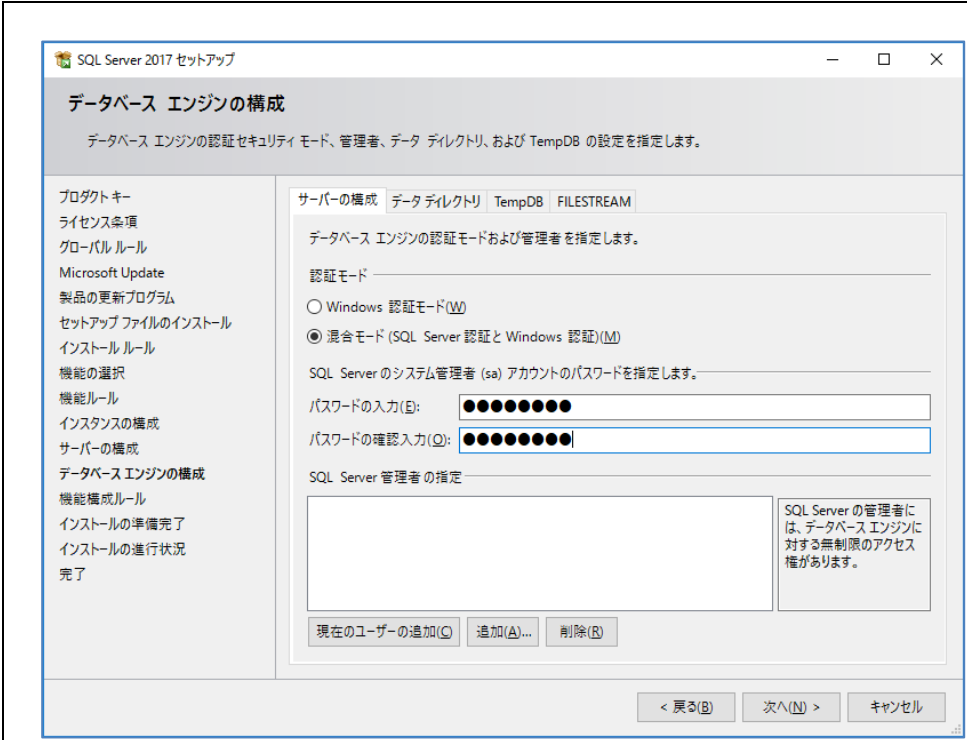 SQL Server 2017 セットアップ
データベース エンジンの構成
データベース エンジンの認証セキュリティ モード、管理者、データ ディレクトリ、および TempDB の設定を指定します。
プロダクト キー
ライセンス条項
グローバル ルール
Microsoft Update
製品の更新プログラム
セットアップ ファイルのインストール
インストール ルール
機能の選択
機能ルール
インスタンスの構成
サーバーの構成
データベース エンジンの構成
機能構成ルール
インストールの準備完了
インストールの進行状況
完了
サーバーの構成 データ ディレクトリ TempDB FILESTREAM
データベース エンジンの認証モードおよび管理者を指定します。
認証モード
Windows 認証モード(W)
混合モード (SQL Server 認証と Windows 認証)(M)
SQL Server のシステム管理者 (sa) アカウントのパスワードを指定します。
パスワードの入力(E): ●●●●●●●●
パスワードの確認入力(O): ●●●●●●●●
SQL Server 管理者の指定
SQL Server の管理者に
は、データベース エンジンに
対する無制限のアクセス
権があります。
現在のユーザーの追加(C) 追加(A)... 削除(R)
< 戻る(B) 次へ(N) > キャンセル